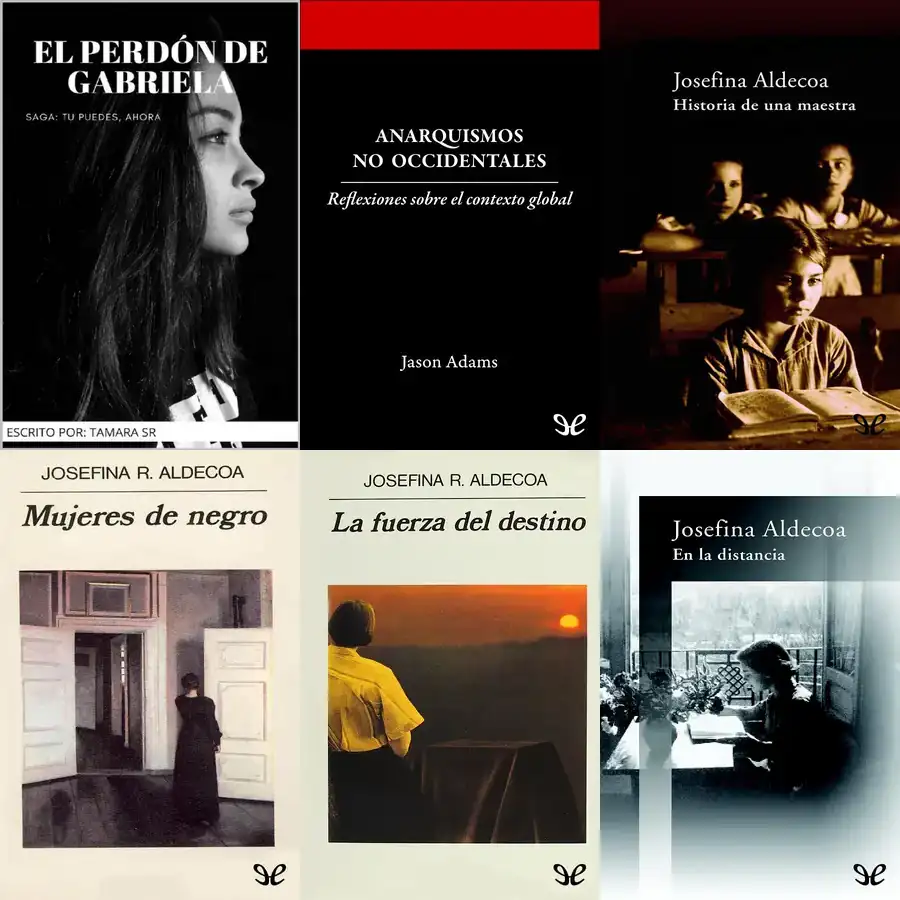 EL PERDÓN DE
GABRIELA
SAGA: TU PUEDES, AHORA
ESCRITO POR: TAMARA SR
ANARQUISMOS
NO OCCIDENTALES
Reflexiones sobre el contexto global
Jason Adams
Josefina Aldecoa
Historia de una maestra
JOSEFINA R. ALDECOA
Mujeres de negro
JOSEFINA R. ALDECOA
La fuerza del destino
Josefina Aldecoa
En la distancia